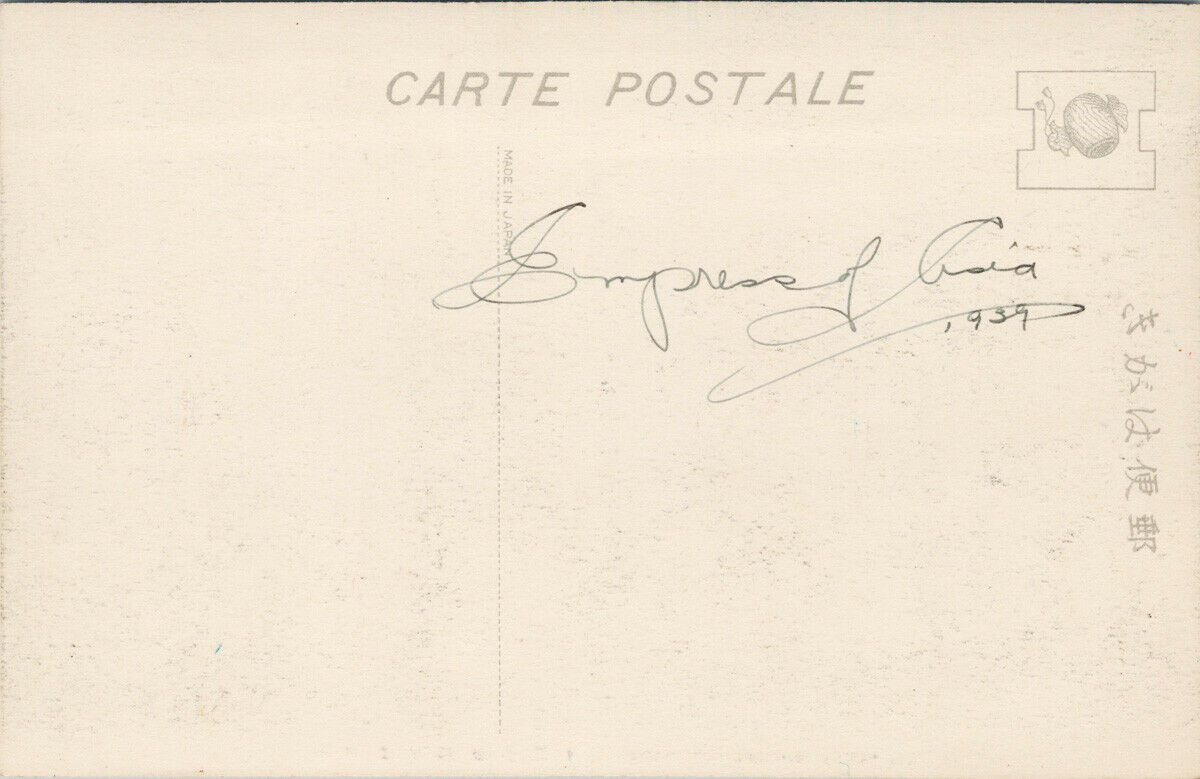 CARTE POSTALE
MADE IN JAPAN
Empress of Asia
1939
きがは便郵